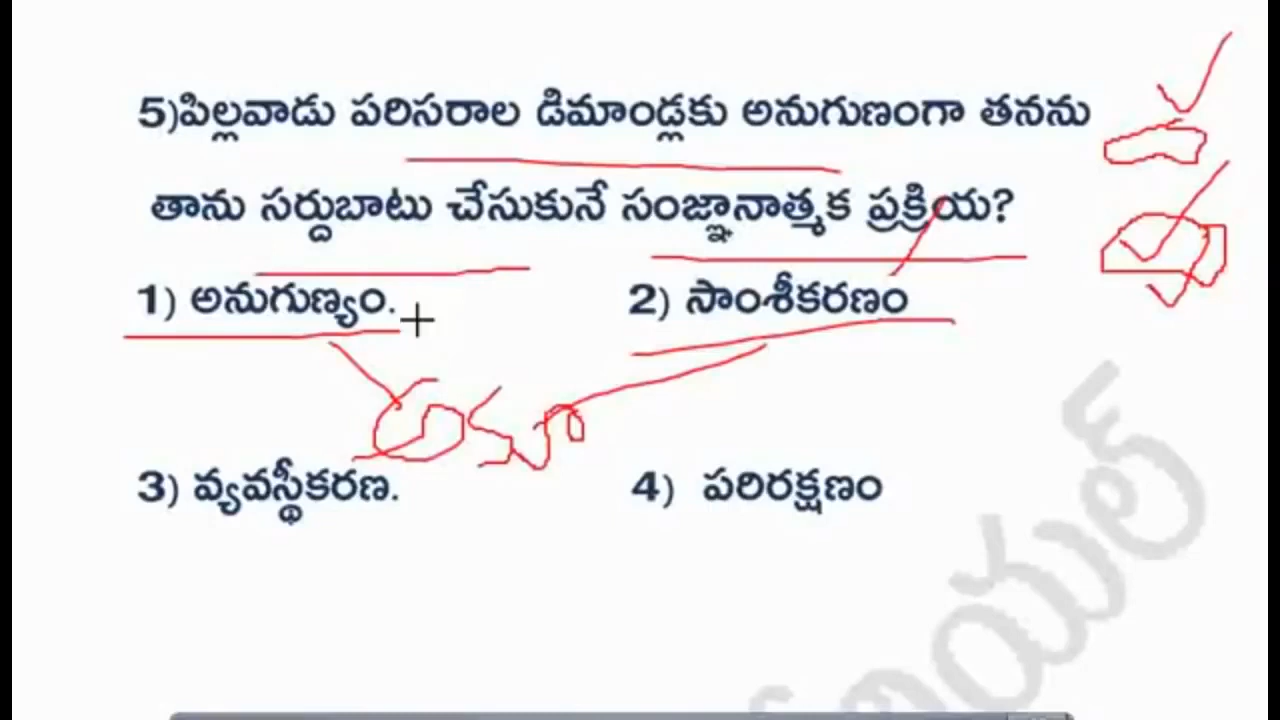 5)పిల్లవాడు పరిసరాల డిమాండ్లకు అనుగుణంగా తనను
తాను సర్దుబాటు చేసుకునే సంజ్ఞానాత్మక ప్రక్రియ?
1) అనుగుణ్యం. 2) సాంశీకరణం
3) వ్యవస్థీకరణ. 4) పరిరక్షణం